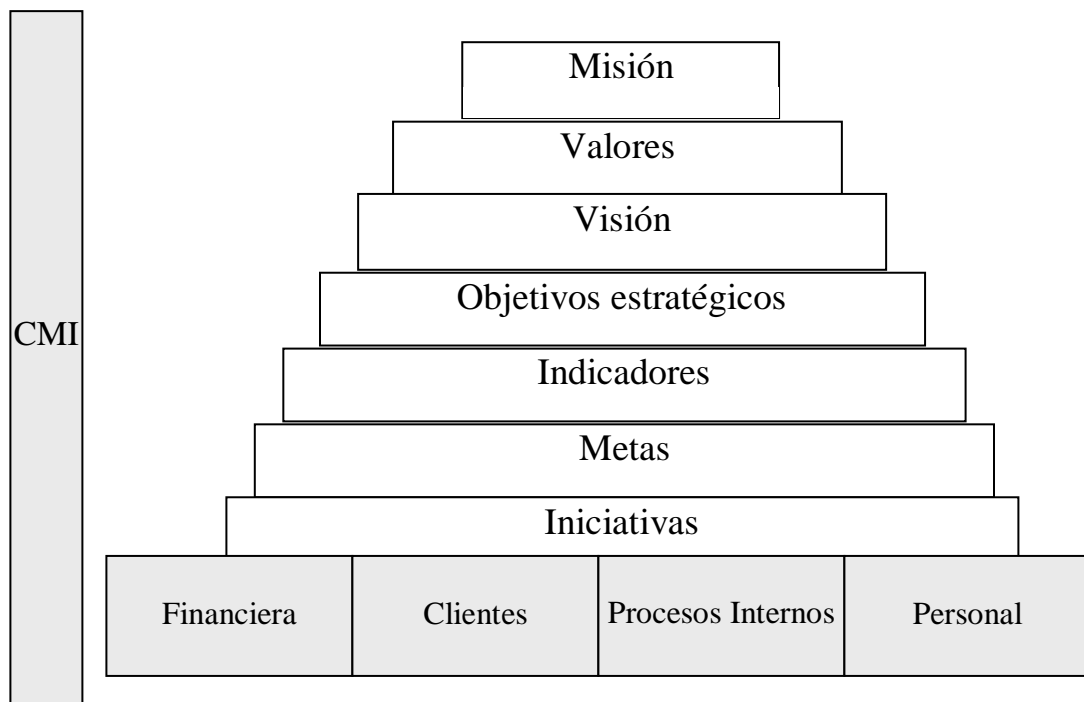 Misión
Valores
Visión
Objetivos estratégicos
CMI
Indicadores
Metas
Iniciativas
Financiera
Clientes
Procesos Internos
Personal